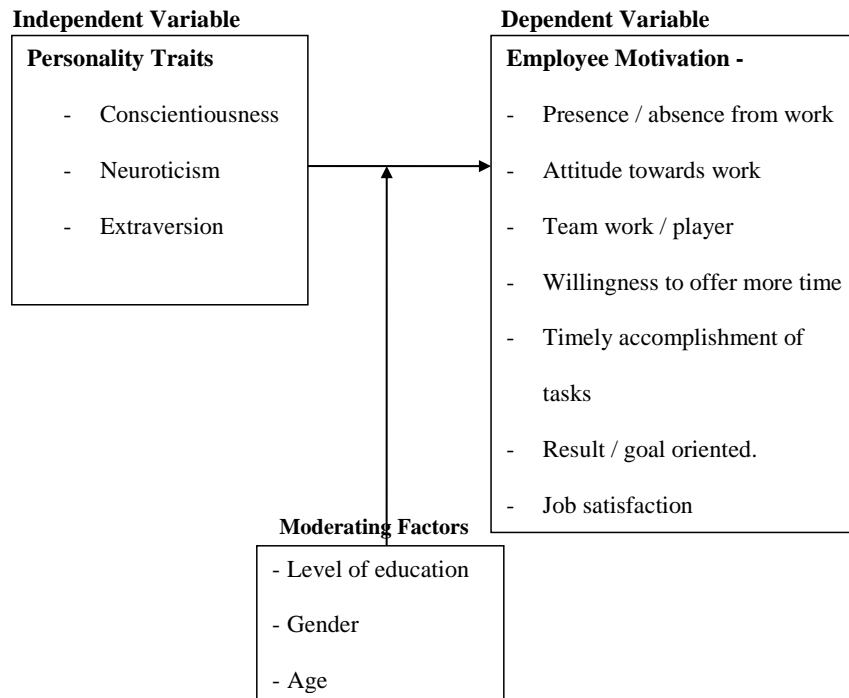 Independent Variable
Personality Traits
- Conscientiousness
- Neuroticism
- Extraversion
Dependent Variable
Employee Motivation -
- Presence / absence from work
- Attitude towards work
- Team work / player
- Willingness to offer more time
- Timely accomplishment of
tasks
- Result / goal oriented.
- Job satisfaction
Moderating Factors
- Level of education
- Gender
- Age